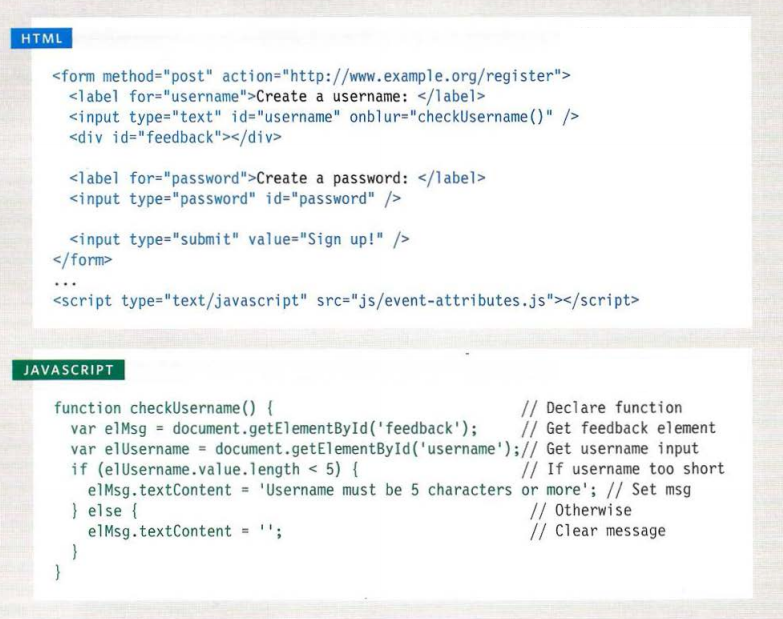 HTML
<form method="post" action="http://www.example.org/register">
<label for="username">Create a username: </label>
<input type="text" id="username" onblur="checkUsername()" />
<div id="feedback"></div>
<label for="password">Create a password: </label>
<input type="password" id="password" />
<input type="submit" value="Sign up!" />
</form>
...
<script type="text/javascript" src="js/event-attributes.js"></script>
JAVASCRIPT
function checkUsername() { // Declare function
var elMsg = document.getElementById('feedback'); // Get feedback element
var elUsername = document.getElementById('username');// Get username input
if (elUsername.value.length < 5) { // If username too short
elMsg.textContent = 'Username must be 5 characters or more'; // Set msg
} else { // Otherwise
elMsg.textContent = ''; // Clear message
}
}